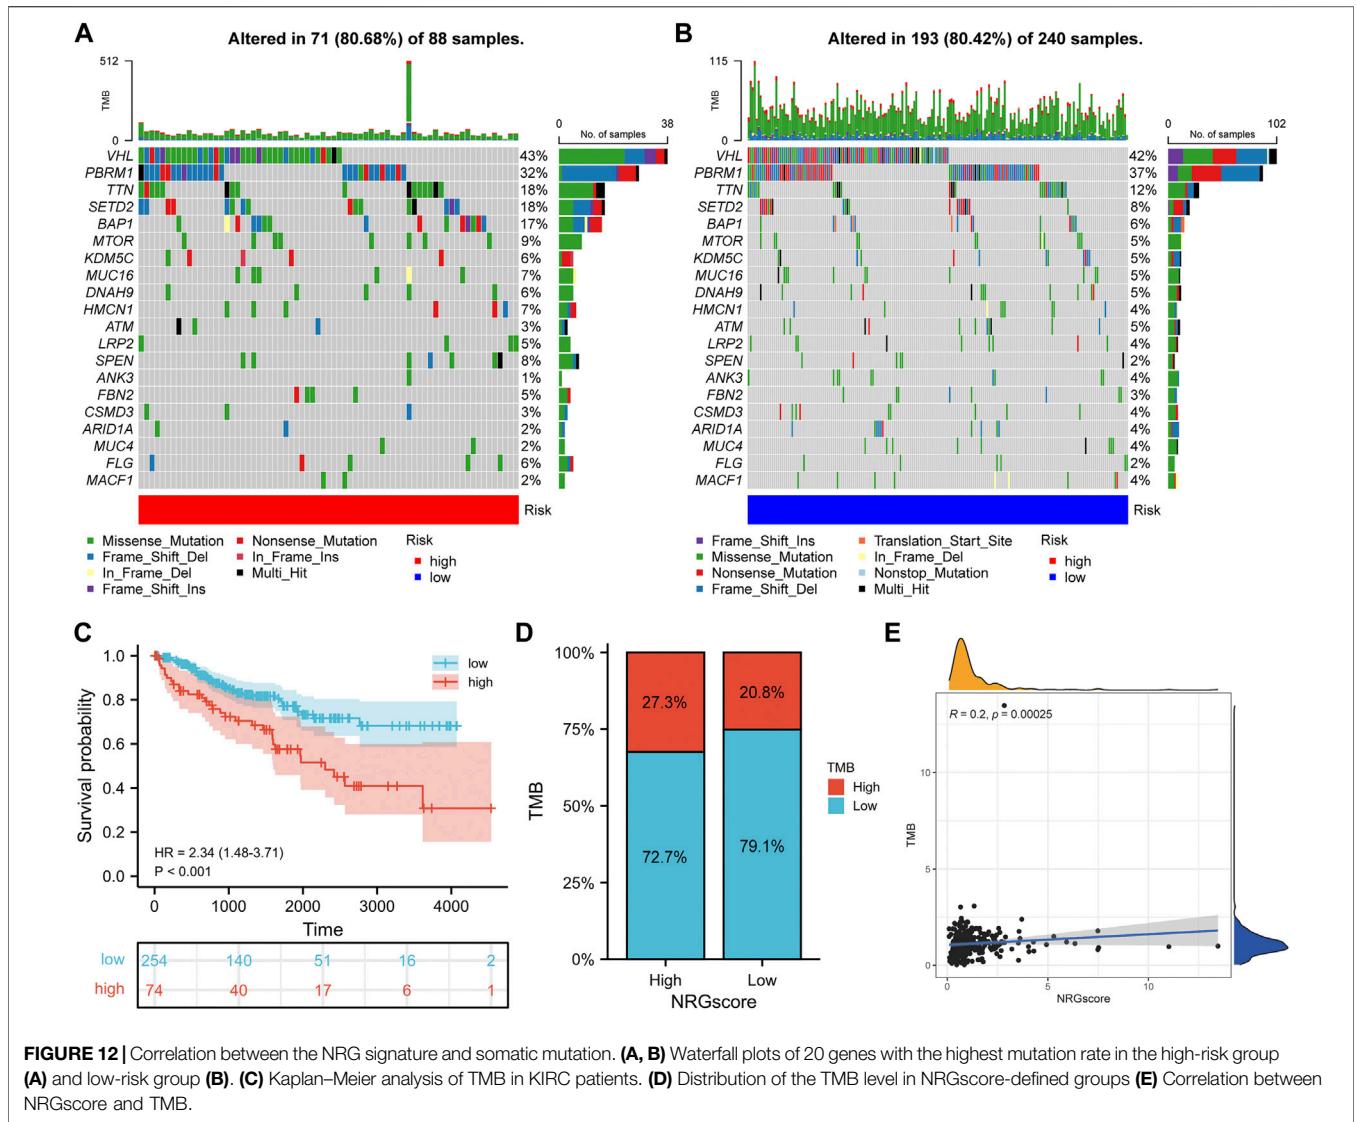 A
Altered in 71 (80.68%) of 88 samples.
512
TMB
0
0
38
No. of samples
VHL 43%
PBRM1 32%
TTN 18%
SETD2 18%
BAP1 17%
MTOR 9%
KDM5C 6%
MUC16 7%
DNAH9 6%
HMCN1 7%
ATM 3%
LRP2 5%
SPEN 8%
ANK3 1%
FBN2 5%
CSMD3 3%
ARID1A 2%
MUC4 2%
FLG 6%
MACF1 2%
Risk
Missense_Mutation
Frame_Shift_Del
In_Frame_Del
Frame_Shift_Ins
Nonsense_Mutation
In_Frame_Ins
Multi_Hit
Risk
high
low
B
Altered in 193 (80.42%) of 240 samples.
115
TMB
0
0
102
No. of samples
VHL 42%
PBRM1 37%
TTN 12%
SETD2 8%
BAP1 6%
MTOR 5%
KDM5C 5%
MUC16 5%
DNAH9 5%
HMCN1 4%
ATM 5%
LRP2 4%
SPEN 2%
ANK3 4%
FBN2 3%
CSMD3 4%
ARID1A 4%
MUC4 4%
FLG 2%
MACF1 4%
Risk
Frame_Shift_Ins
Missense_Mutation
Nonsense_Mutation
Frame_Shift_Del
Translation_Start_Site
In_Frame_Del
Nonstop_Mutation
Multi_Hit
Risk
high
low
C
Survival probability
1.0
0.8
0.6
0.4
0.2
0.0
low
high
HR = 2.34 (1.48-3.71)
P < 0.001
0 1000 2000 3000 4000
Time
low 254 140 51 16 2
high 74 40 17 6 1
D
TMB
100%
75%
50%
25%
0%
27.3%
20.8%
72.7%
79.1%
High Low
NRGscore
TMB
High
Low
E
R = 0.2, p = 0.00025
TMB
10
5
0
0 5 10
NRGscore
FIGURE 12 | Correlation between the NRG signature and somatic mutation. (A, B) Waterfall plots of 20 genes with the highest mutation rate in the high-risk group
(A) and low-risk group (B). (C) Kaplan–Meier analysis of TMB in KIRC patients. (D) Distribution of the TMB level in NRGscore-defined groups (E) Correlation between
NRGscore and TMB.